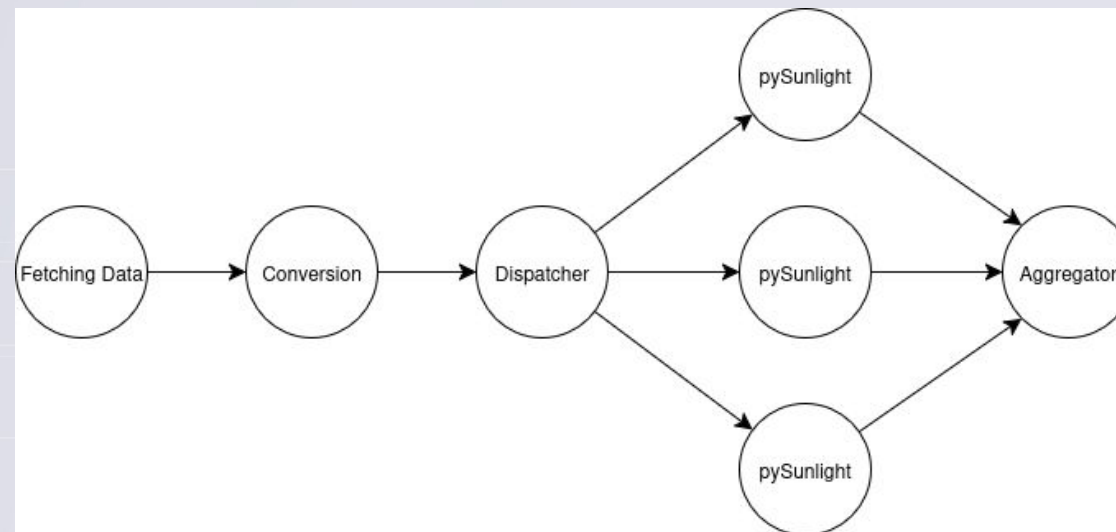 pySunlight
Fetching Data
Conversion
Dispatcher
pySunlight
Aggregator
pySunlight